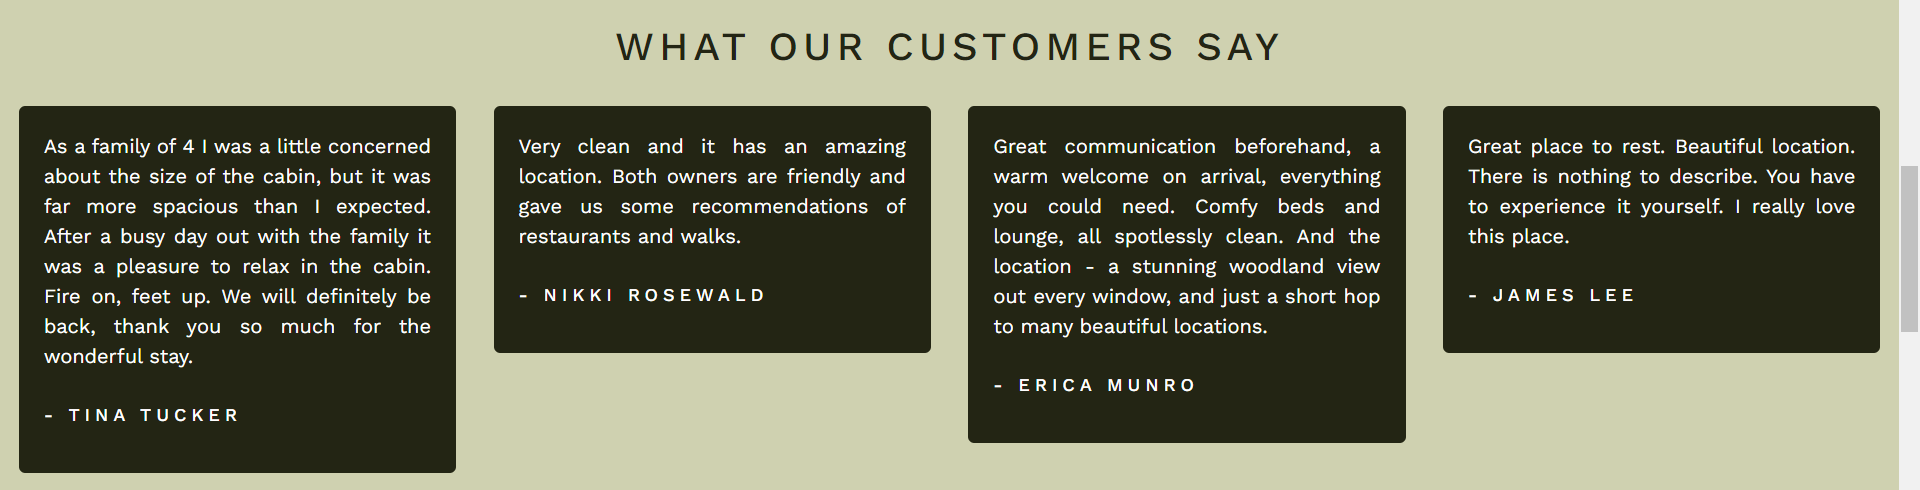 WHAT OUR CUSTOMERS SAY
As a family of 4 I was a little concerned
about the size of the cabin, but it was
far more spacious than I expected.
After a busy day out with the family it
was a pleasure to relax in the cabin.
Fire on, feet up. We will definitely be
back, thank you so much for the
wonderful stay.
- TINA TUCKER
Very clean and it has an amazing
location. Both owners are friendly and
gave us some recommendations of
restaurants and walks.
- NIKKI ROSEWALD
Great communication beforehand, a
warm welcome on arrival, everything
you could need. Comfy beds and
lounge, all spotlessly clean. And the
location - a stunning woodland view
out every window, and just a short hop
to many beautiful locations.
- ERICA MUNRO
Great place to rest. Beautiful location.
There is nothing to describe. You have
to experience it yourself. I really love
this place.
- JAMES LEE